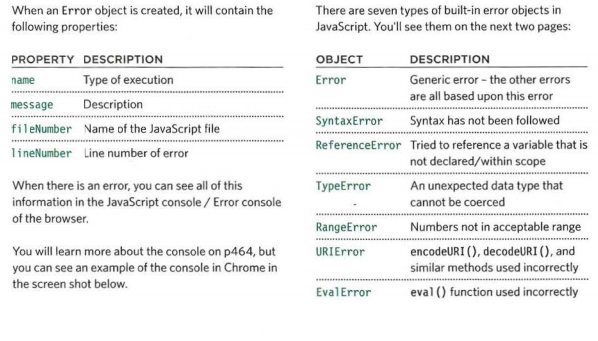 When an Error object is created, it will contain the
following properties:
PROPERTY DESCRIPTION
name Type of execution
message Description
fileNumber Name of the JavaScript file
lineNumber Line number of error
When there is an error, you can see all of this
information in the JavaScript console / Error console
of the browser.
You will learn more about the console on p464, but
you can see an example of the console in Chrome in
the screen shot below.
There are seven types of built-in error objects in
JavaScript. You'll see them on the next two pages:
OBJECT DESCRIPTION
Error Generic error – the other errors
are all based upon this error
SyntaxError Syntax has not been followed
ReferenceError Tried to reference a variable that is
not declared/within scope
TypeError An unexpected data type that
cannot be coerced
RangeError Numbers not in acceptable range
URIError encodeURI(), decodeURI(), and
similar methods used incorrectly
EvalError eval() function used incorrectly